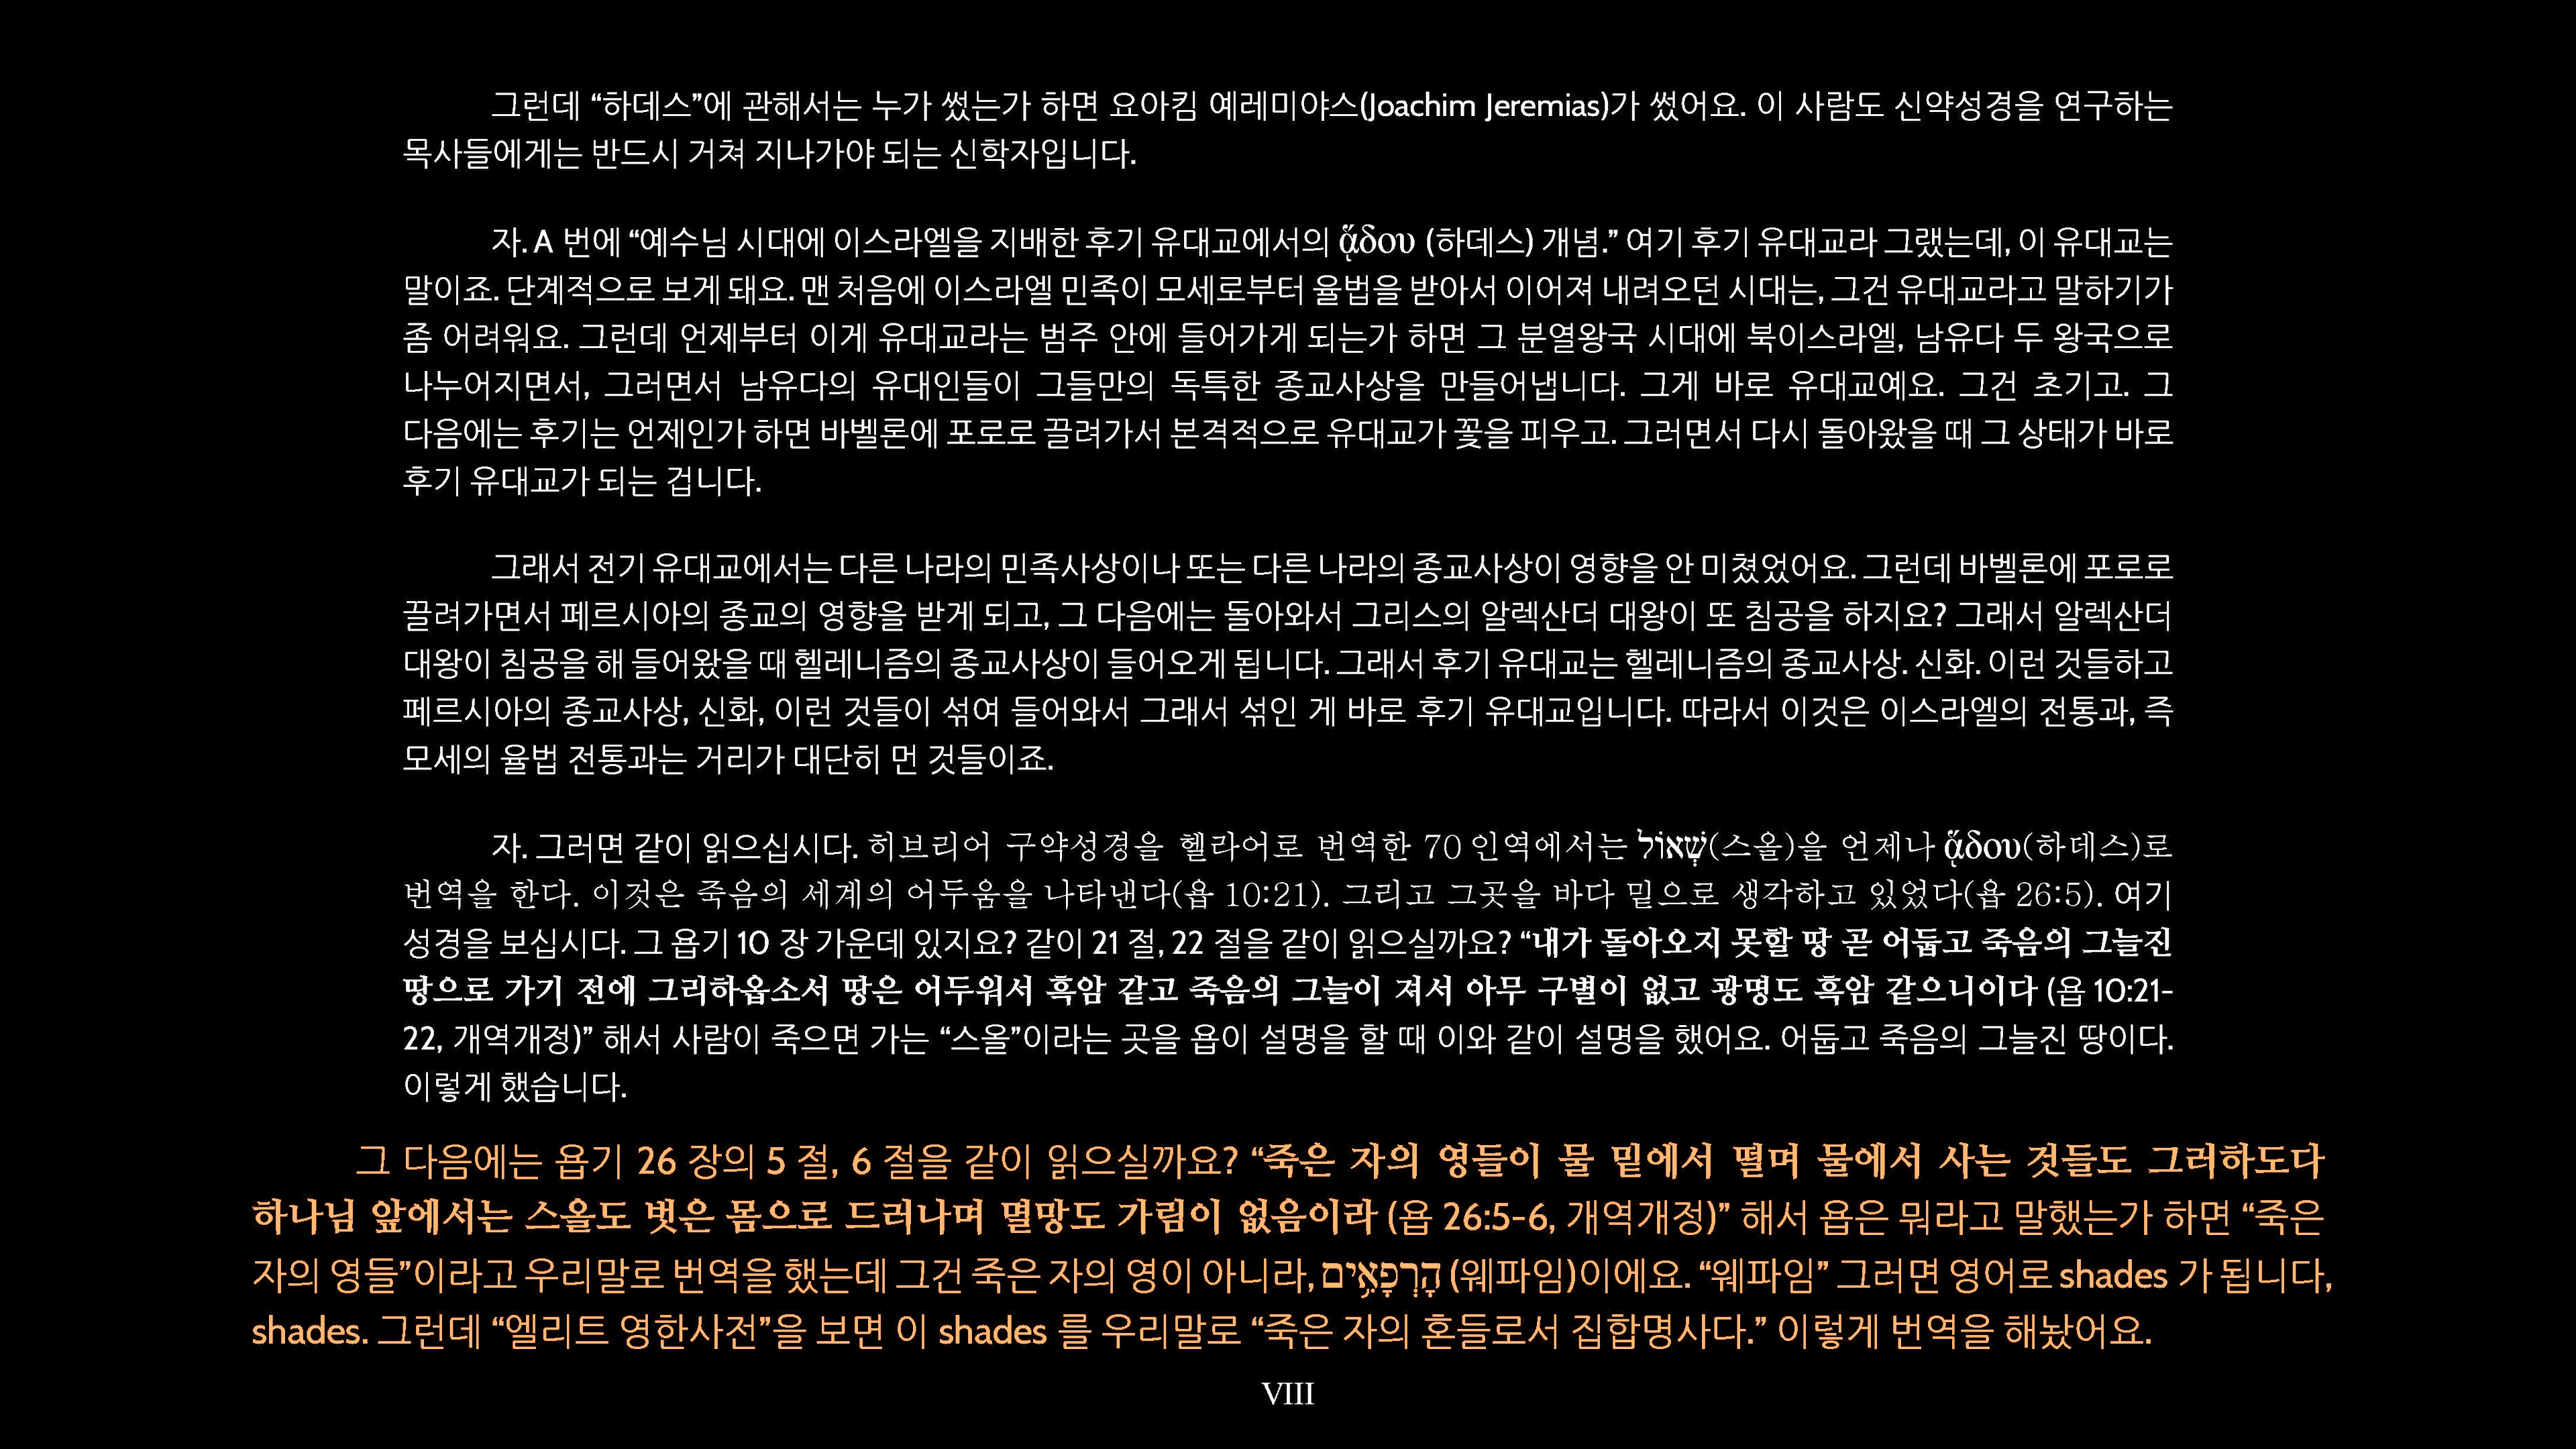 그런데 “하데스”에 관해서는 누가 썼는가 하면 요아킴 예레미야스(Joachim Jeremias)가 썼어요. 이 사람도 신약성경을 연구하는
목사들에게는 반드시 거쳐 지나가야 되는 신학자입니다.
자. A 번에 “예수님 시대에 이스라엘을 지배한 후기 유대교에서의 ᾅδου (하데스) 개념.” 여기 후기 유대교라 그랬는데, 이 유대교는
말이죠. 단계적으로 보게 돼요. 맨 처음에 이스라엘 민족이 모세로부터 율법을 받아서 이어져 내려오던 시대는, 그건 유대교라고 말하기가
좀 어려워요. 그런데 언제부터 이게 유대교라는 범주 안에 들어가게 되는가 하면 그 분열왕국 시대에 북이스라엘, 남유다 두 왕국으로
나누어지면서, 그러면서 남유다의 유대인들이 그들만의 독특한 종교사상을 만들어냅니다. 그게 바로 유대교예요. 그건 초기고. 그
다음에는 후기는 언제인가 하면 바벨론에 포로로 끌려가서 본격적으로 유대교가 꽃을 피우고. 그러면서 다시 돌아왔을 때 그 상태가 바로
후기 유대교가 되는 겁니다.
그래서 전기 유대교에서는 다른 나라의 민족사상이나 또는 다른 나라의 종교사상이 영향을 안 미쳤었어요. 그런데 바벨론에 포로로
끌려가면서 페르시아의 종교의 영향을 받게 되고, 그 다음에는 돌아와서 그리스의 알렉산더 대왕이 또 침공을 하지요? 그래서 알렉산더
대왕이 침공을 해 들어왔을 때 헬레니즘의 종교사상이 들어오게 됩니다. 그래서 후기 유대교는 헬레니즘의 종교사상. 신화. 이런 것들하고
페르시아의 종교사상, 신화, 이런 것들이 섞여 들어와서 그래서 섞인 게 바로 후기 유대교입니다. 따라서 이것은 이스라엘의 전통과, 즉
모세의 율법 전통과는 거리가 대단히 먼 것들이죠.
자. 그러면 같이 읽으십시다. 히브리어 구약성경을 헬라어로 번역한 70 인역에서는 שְׁאוֹל(스올)을 언제나 ᾅδου(하데스)로
번역을 한다. 이것은 죽음의 세계의 어두움을 나타낸다(욥 10:21). 그리고 그곳을 바다 밑으로 생각하고 있었다(욥 26:5). 여기
성경을 보십시다. 그 욥기 10 장 가운데 있지요? 같이 21 절, 22 절을 같이 읽으실까요? “내가 돌아오지 못할 땅 곧 어둡고 죽음의 그늘진
땅으로 가기 전에 그리하옵소서 땅은 어두워서 흑암 같고 죽음의 그늘이 져서 아무 구별이 없고 광명도 흑암 같으니이다 (욥 10:21-
22, 개역개정)” 해서 사람이 죽으면 가는 “스올”이라는 곳을 욥이 설명을 할 때 이와 같이 설명을 했어요. 어둡고 죽음의 그늘진 땅이다.
이렇게 했습니다.
그 다음에는 욥기 26 장의 5 절, 6 절을 같이 읽으실까요? “죽은 자의 영들이 물 밑에서 떨며 물에서 사는 것들도 그러하도다
하나님 앞에서는 스올도 벗은 몸으로 드러나며 멸망도 가림이 없음이라 (욥 26:5-6, 개역개정)” 해서 욥은 뭐라고 말했는가 하면 “죽은
자의 영들”이라고 우리말로 번역을 했는데 그건 죽은 자의 영이 아니라, הָרְפָאִ֥ים (웨파임)이에요. “웨파임” 그러면 영어로 shades 가 됩니다,
shades. 그런데 “엘리트 영한사전”을 보면 이 shades 를 우리말로 “죽은 자의 혼들로서 집합명사다.” 이렇게 번역을 해놨어요.
VIII